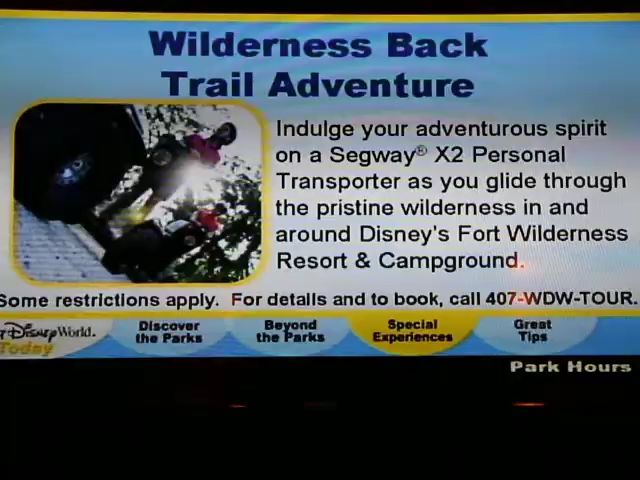 Wilderness Back
Trail Adventure
Indulge your adventurous spirit
on a Segway® X2 Personal
Transporter as you glide through
the pristine wilderness in and
around Disney's Fort Wilderness
Resort & Campground.
Some restrictions apply. For details and to book, call 407-WDW-TOUR.
Disney World.
Today
Discover
the Parks
Beyond
the Parks
Special
Experiences
Great
Tips
Park Hours